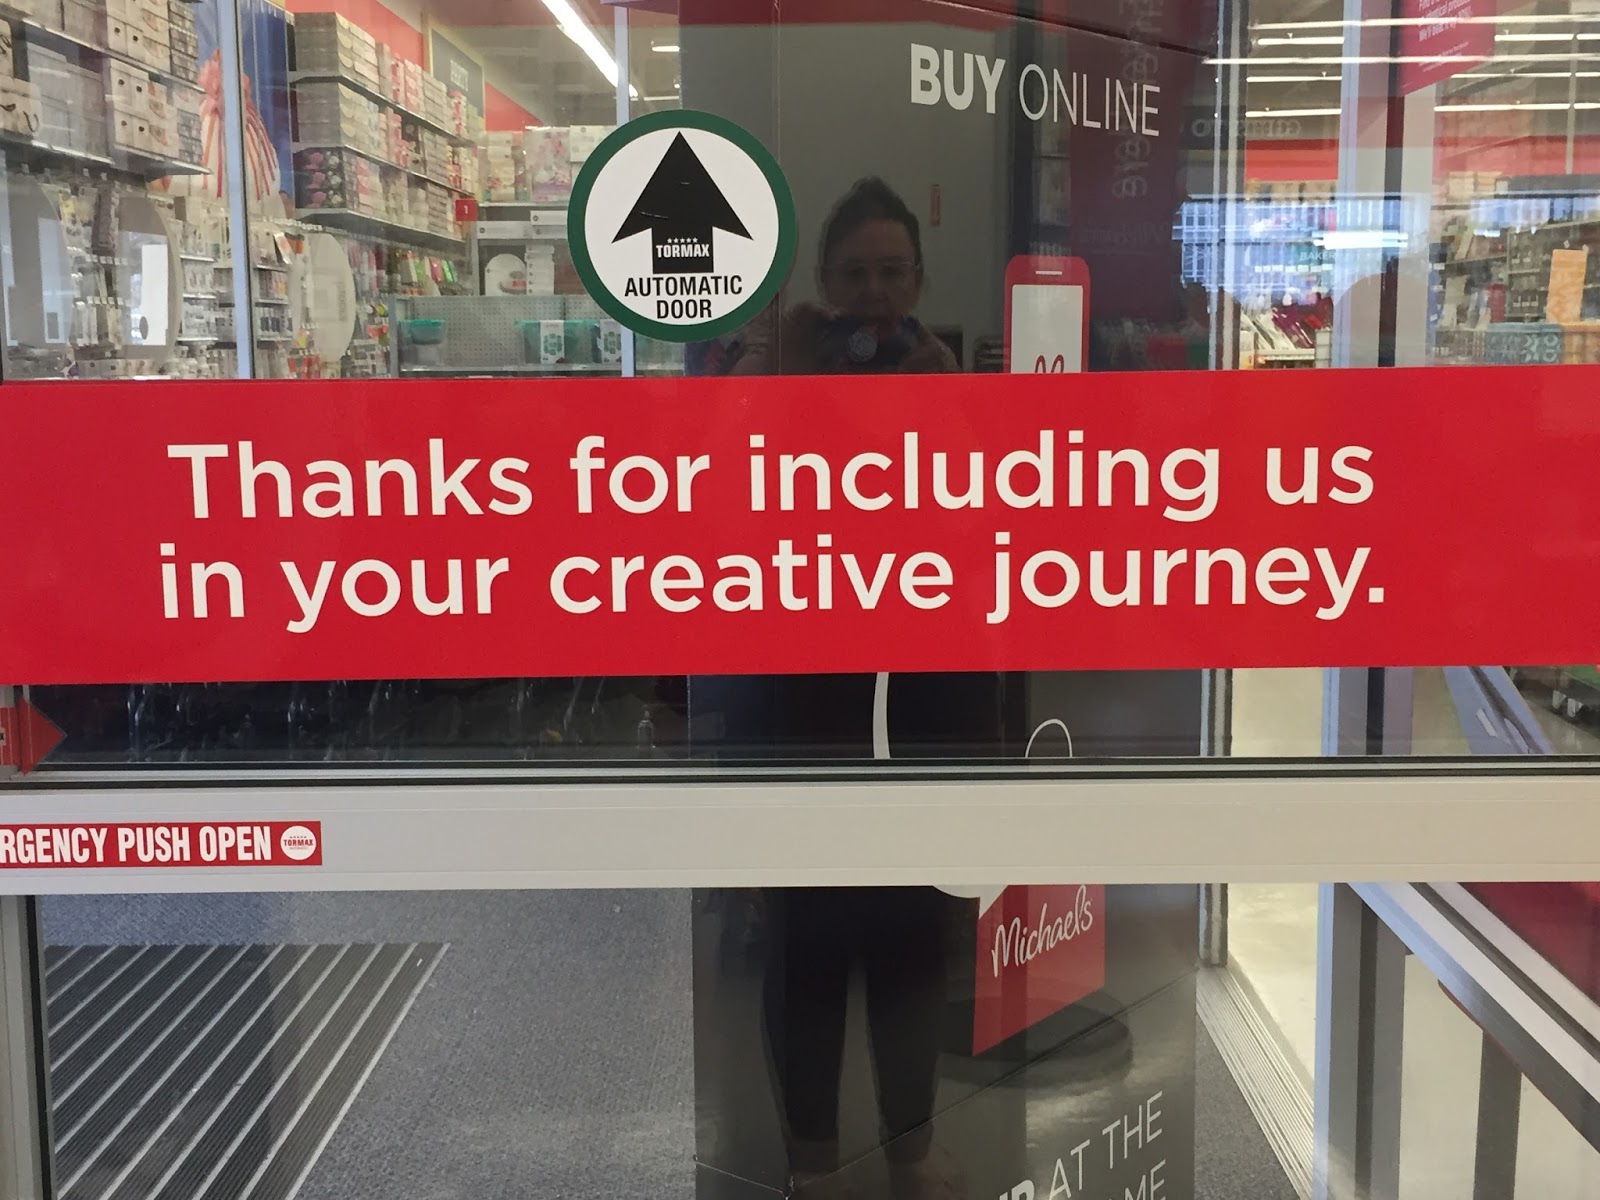 BUY ONLINE
TORMAX
AUTOMATIC
DOOR
1
Thanks for including us
in your creative journey.
RGENCY PUSH OPEN TORMAX
Michaels
AT THE